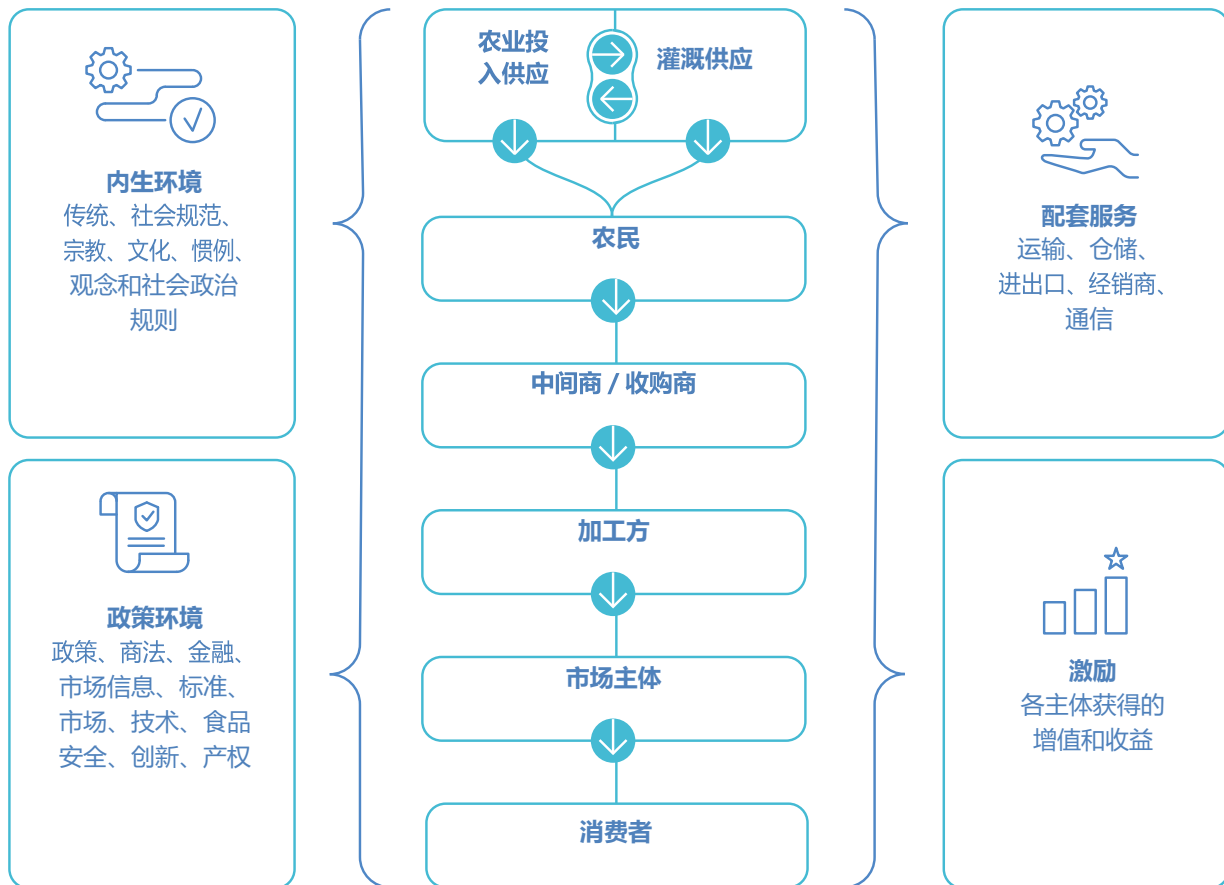 内生环境
传统、社会规范、
宗教、文化、惯例、
观念和社会政治
规则
政策环境
政策、商法、金融、
市场信息、标准、
市场、技术、食品
安全、创新、产权
农业投
入供应
灌溉供应
农民
中间商 / 收购商
加工方
市场主体
消费者
配套服务
运输、仓储、
进出口、经销商、
通信
激励
各主体获得的
增值和收益